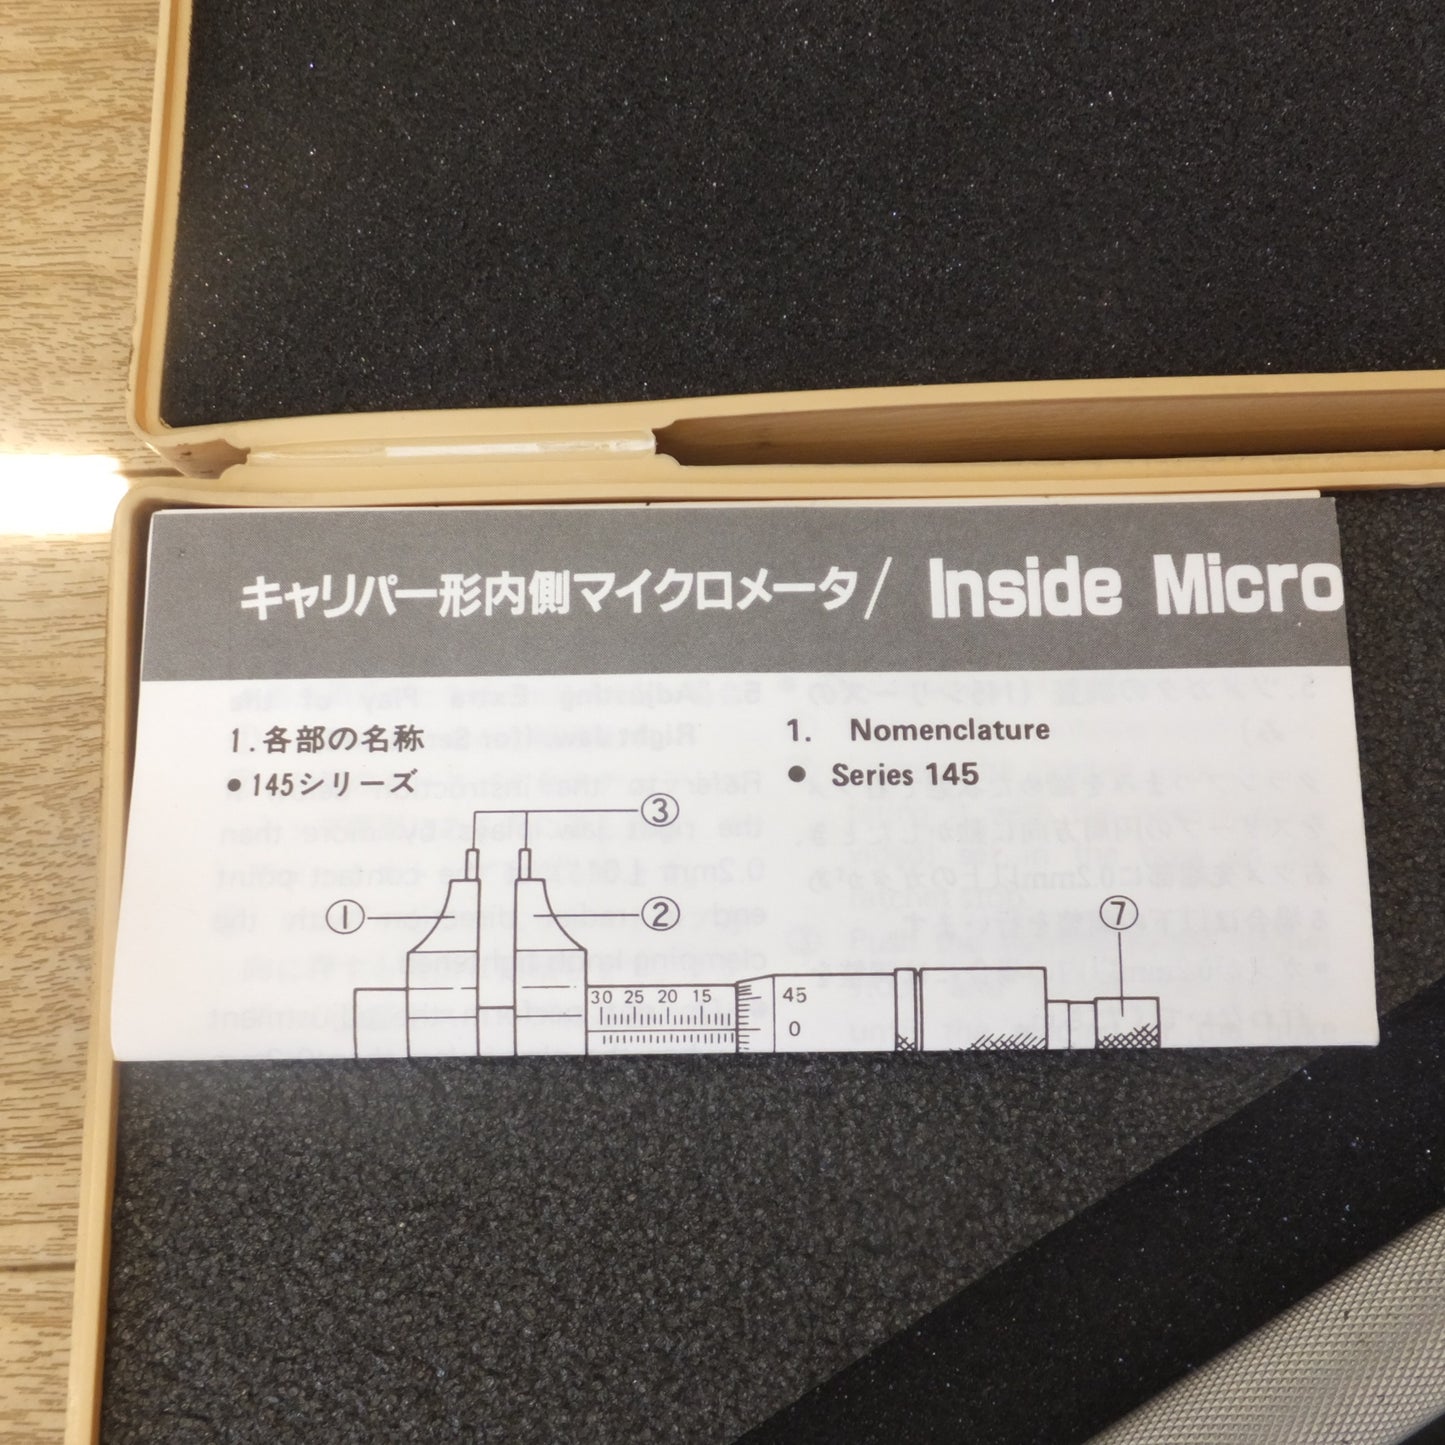 キャリパー形内側マイクロメータ/ Inside Micro
1.各部の名称
●145シリーズ
1. Nomenclature
● Series 145
③
① ② ⑦
30 25 20 15
45
0